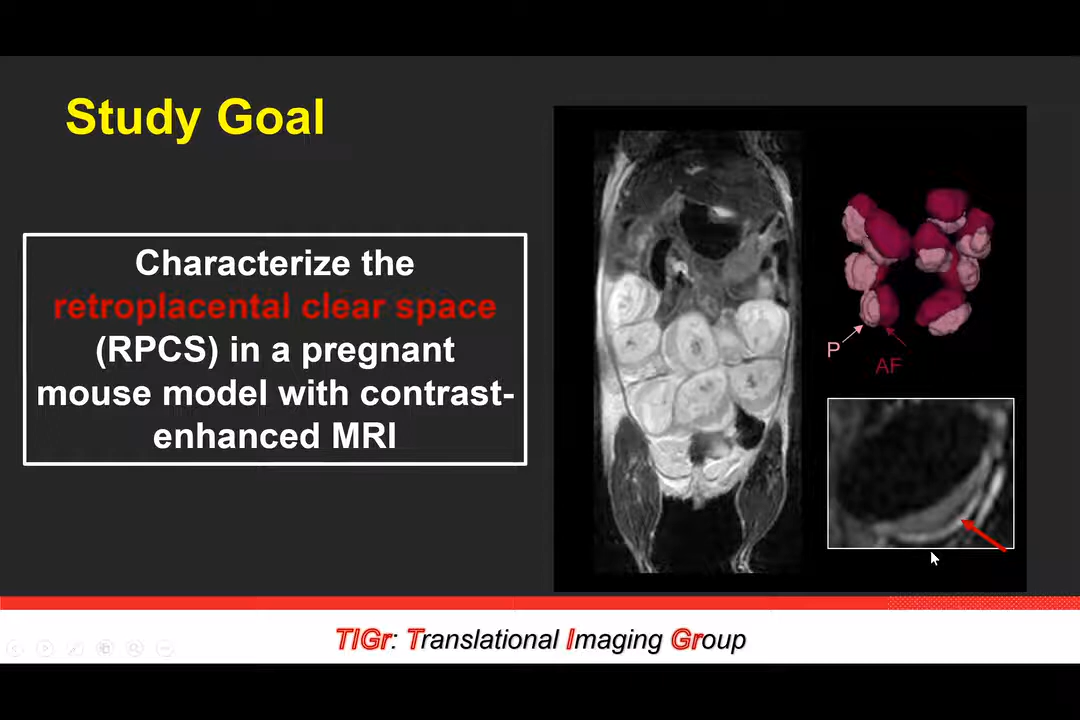 Study Goal
Characterize the
retroplacental clear space
(RPCS) in a pregnant
mouse model with contrast-
enhanced MRI
P
AF
TIGr: Translational Imaging Group